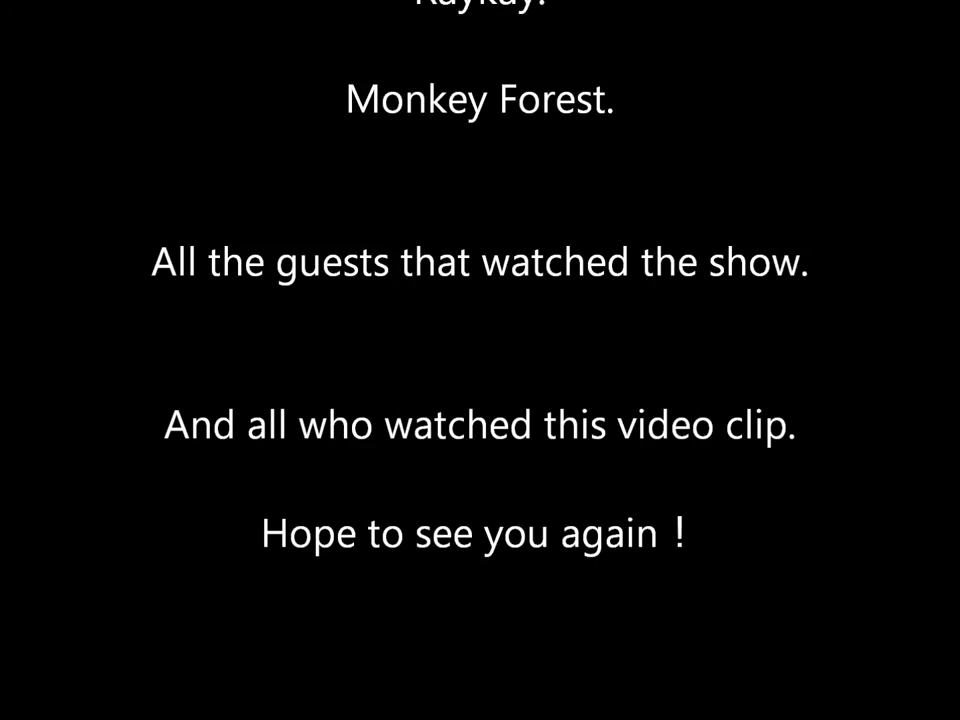 Monkey Forest.
All the guests that watched the show.
And all who watched this video clip.
Hope to see you again！